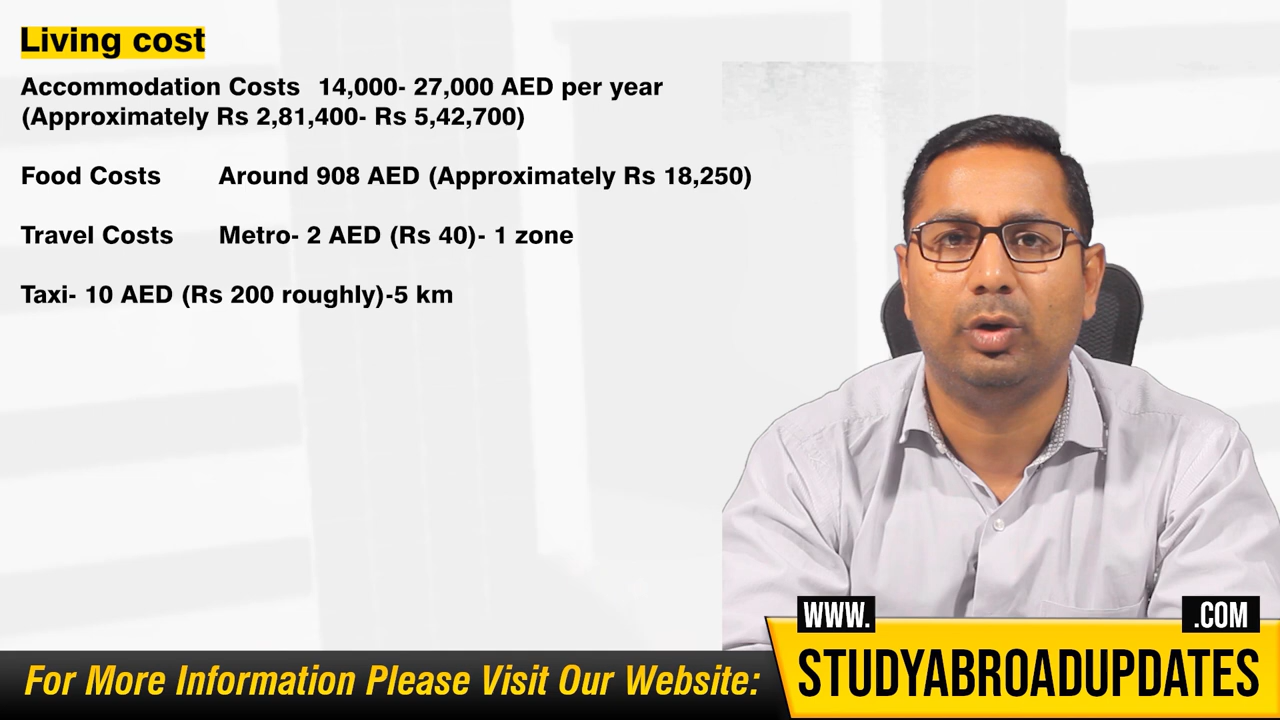 Living cost
Accommodation Costs 14,000- 27,000 AED per year
(Approximately Rs 2,81,400- Rs 5,42,700)
Food Costs Around 908 AED (Approximately Rs 18,250)
Travel Costs Metro- 2 AED (Rs 40)- 1 zone
Taxi- 10 AED (Rs 200 roughly)-5 km
WWW. .COM
For More Information Please Visit Our Website: STUDYABROADUPDATES